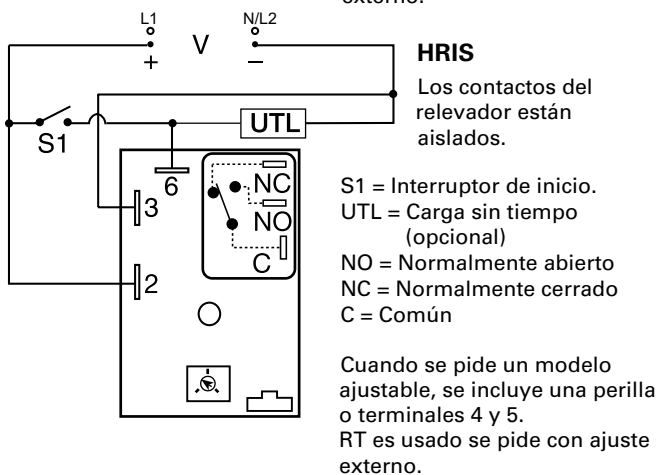 externo.
L1
N/L2
V
+
–
HRIS
Los contactos del
relevador están
aislados.
S1
UTL
6
NC
3
NO
C
2
S1 = Interruptor de inicio.
UTL = Carga sin tiempo
(opcional)
NO = Normalmente abierto
NC = Normalmente cerrado
C = Común
Cuando se pide un modelo
ajustable, se incluye una perilla
o terminales 4 y 5.
RT es usado se pide con ajuste
externo.